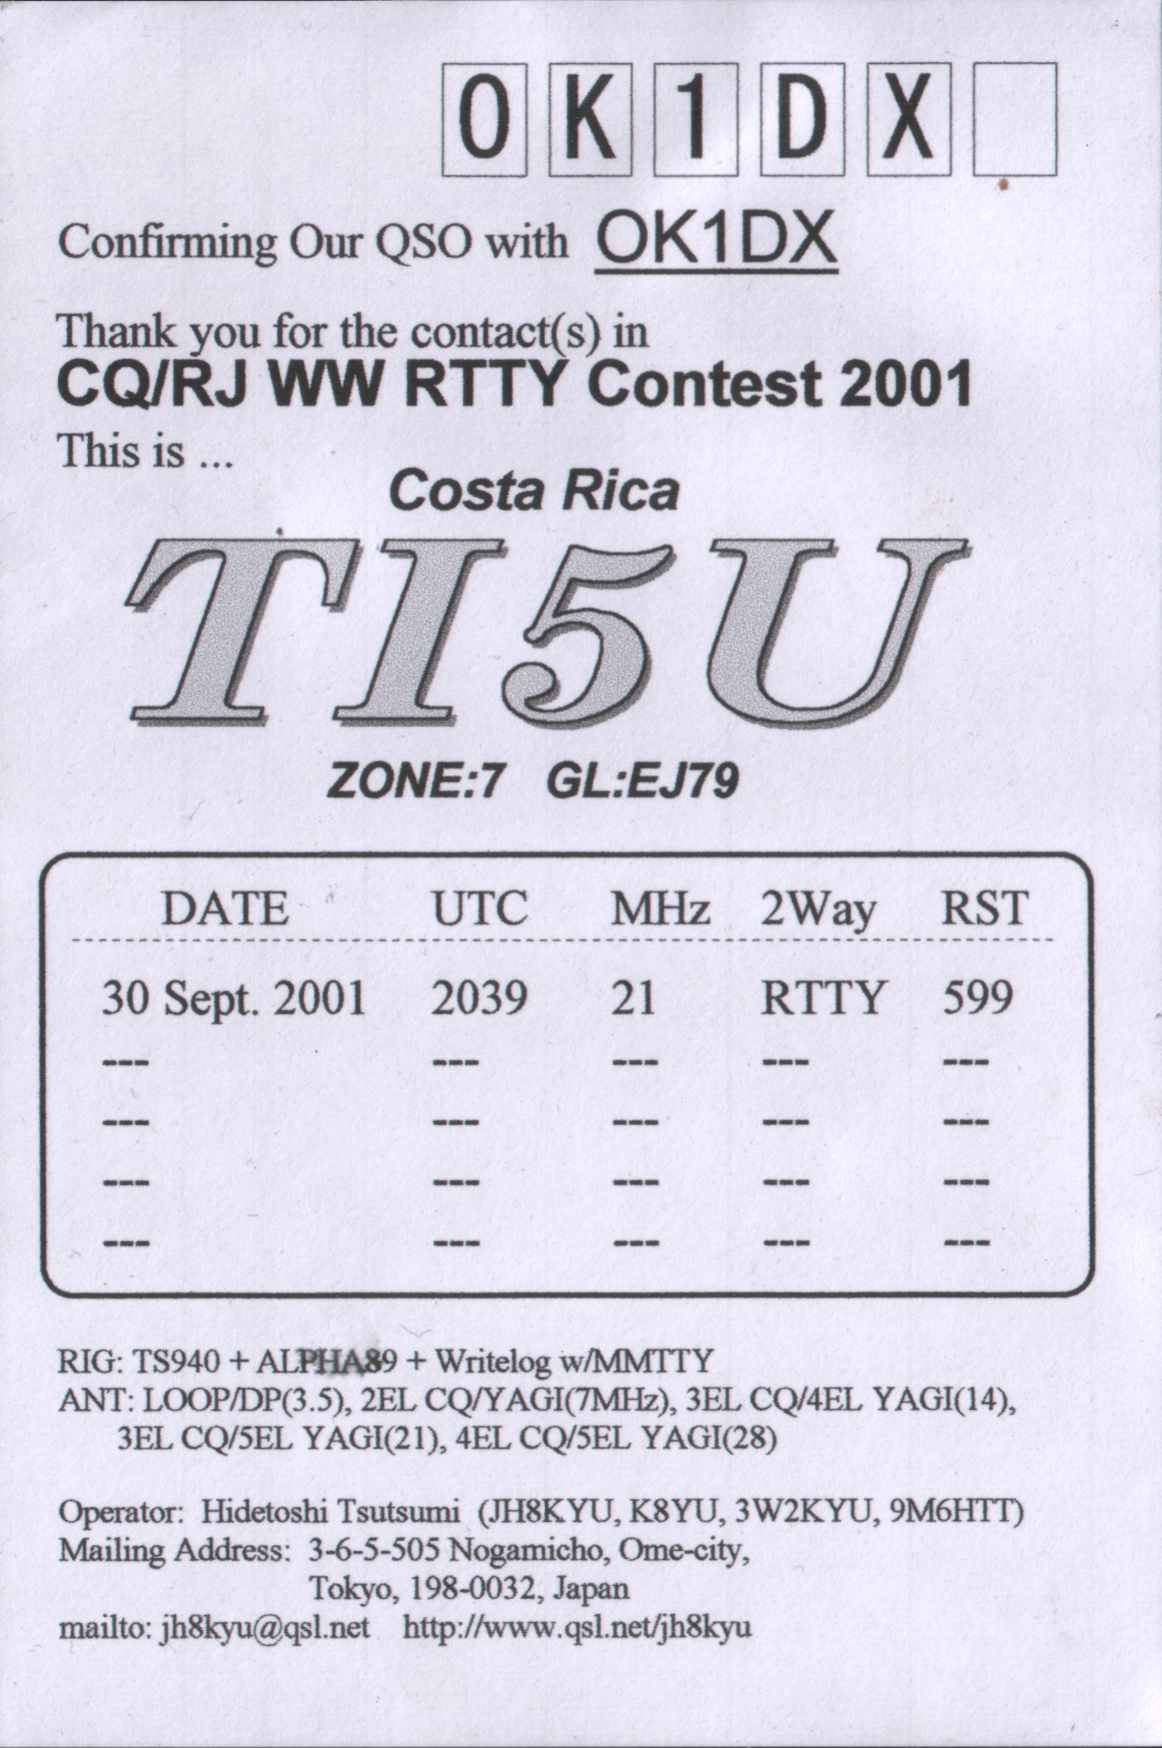 OK1DX
Confirming Our QSO with OK1DX
Thank you for the contact(s) in
CQ/RJ WW RTTY Contest 2001
This is ...
Costa Rica
TI5U
ZONE:7 GL:EJ79
DATE UTC MHz 2Way RST
30 Sept. 2001 2039 21 RTTY 599
--- --- --- --- ---
--- --- --- --- ---
--- --- --- --- ---
--- --- --- --- ---
RIG: TS940 + ALPHA89 + Writelog w/MMTTY
ANT: LOOP/DP(3.5), 2EL CQ/YAGI(7MHz), 3EL CQ/4EL YAGI(14),
3EL CQ/5EL YAGI(21), 4EL CQ/5EL YAGI(28)
Operator: Hidetoshi Tsutsumi (JH8KYU, K8YU, 3W2KYU, 9M6HTT)
Mailing Address: 3-6-5-505 Nogamicho, Ome-city,
Tokyo, 198-0032, Japan
mailto: jh8kyu@qsl.net http://www.qsl.net/jh8kyu